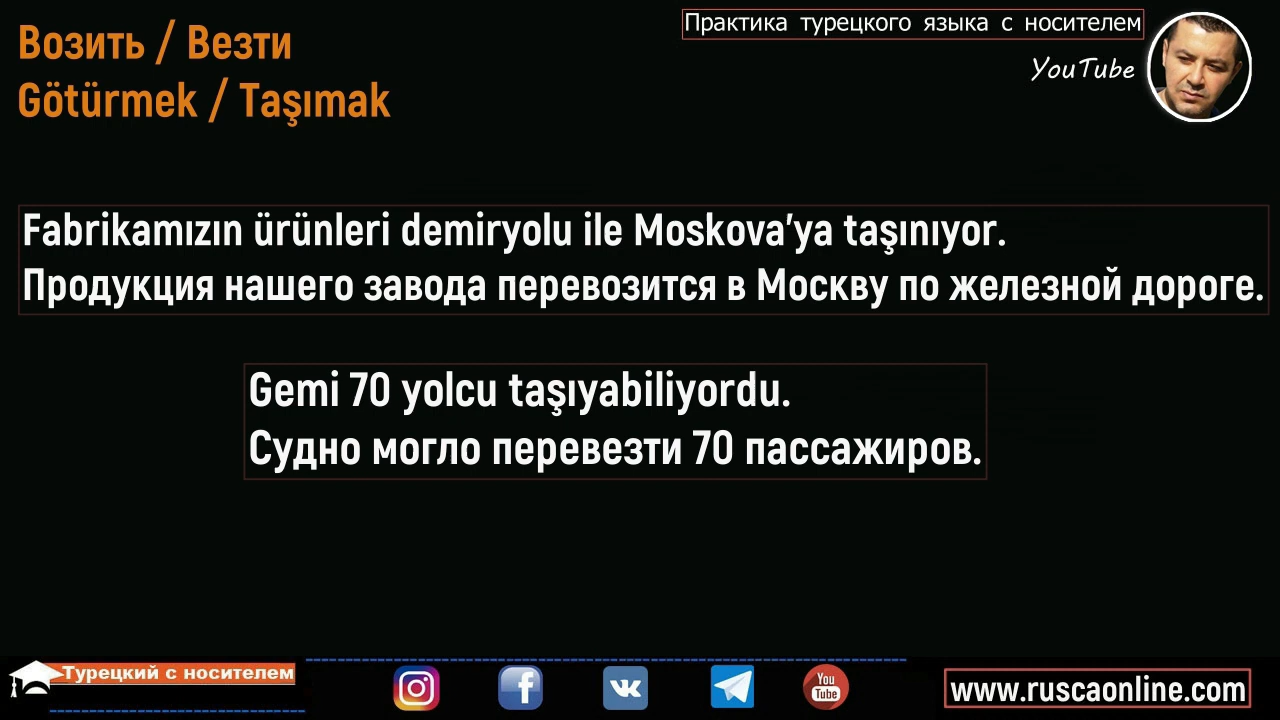 Возить / Везти
Götürmek / Taşımak
Практика турецкого языка с носителем
YouTube
Fabrikamızın ürünleri demiryolu ile Moskova'ya taşınıyor.
Продукция нашего завода перевозится в Москву по железной дороге.
Gemi 70 yolcu taşıyabiliyordu.
Судно могло перевезти 70 пассажиров.
Турецкий с носителем
You
Tube
www.ruscaonline.com